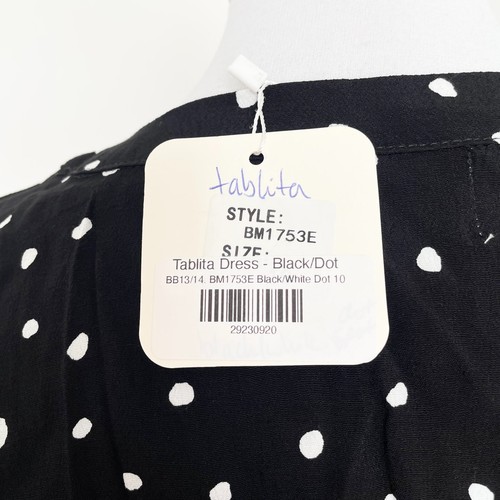 tablita
STYLE:
BM1753E
SIZE:
Tablita Dress - Black/Dot
BB13/14. BM1753E Black/White Dot 10
29230920